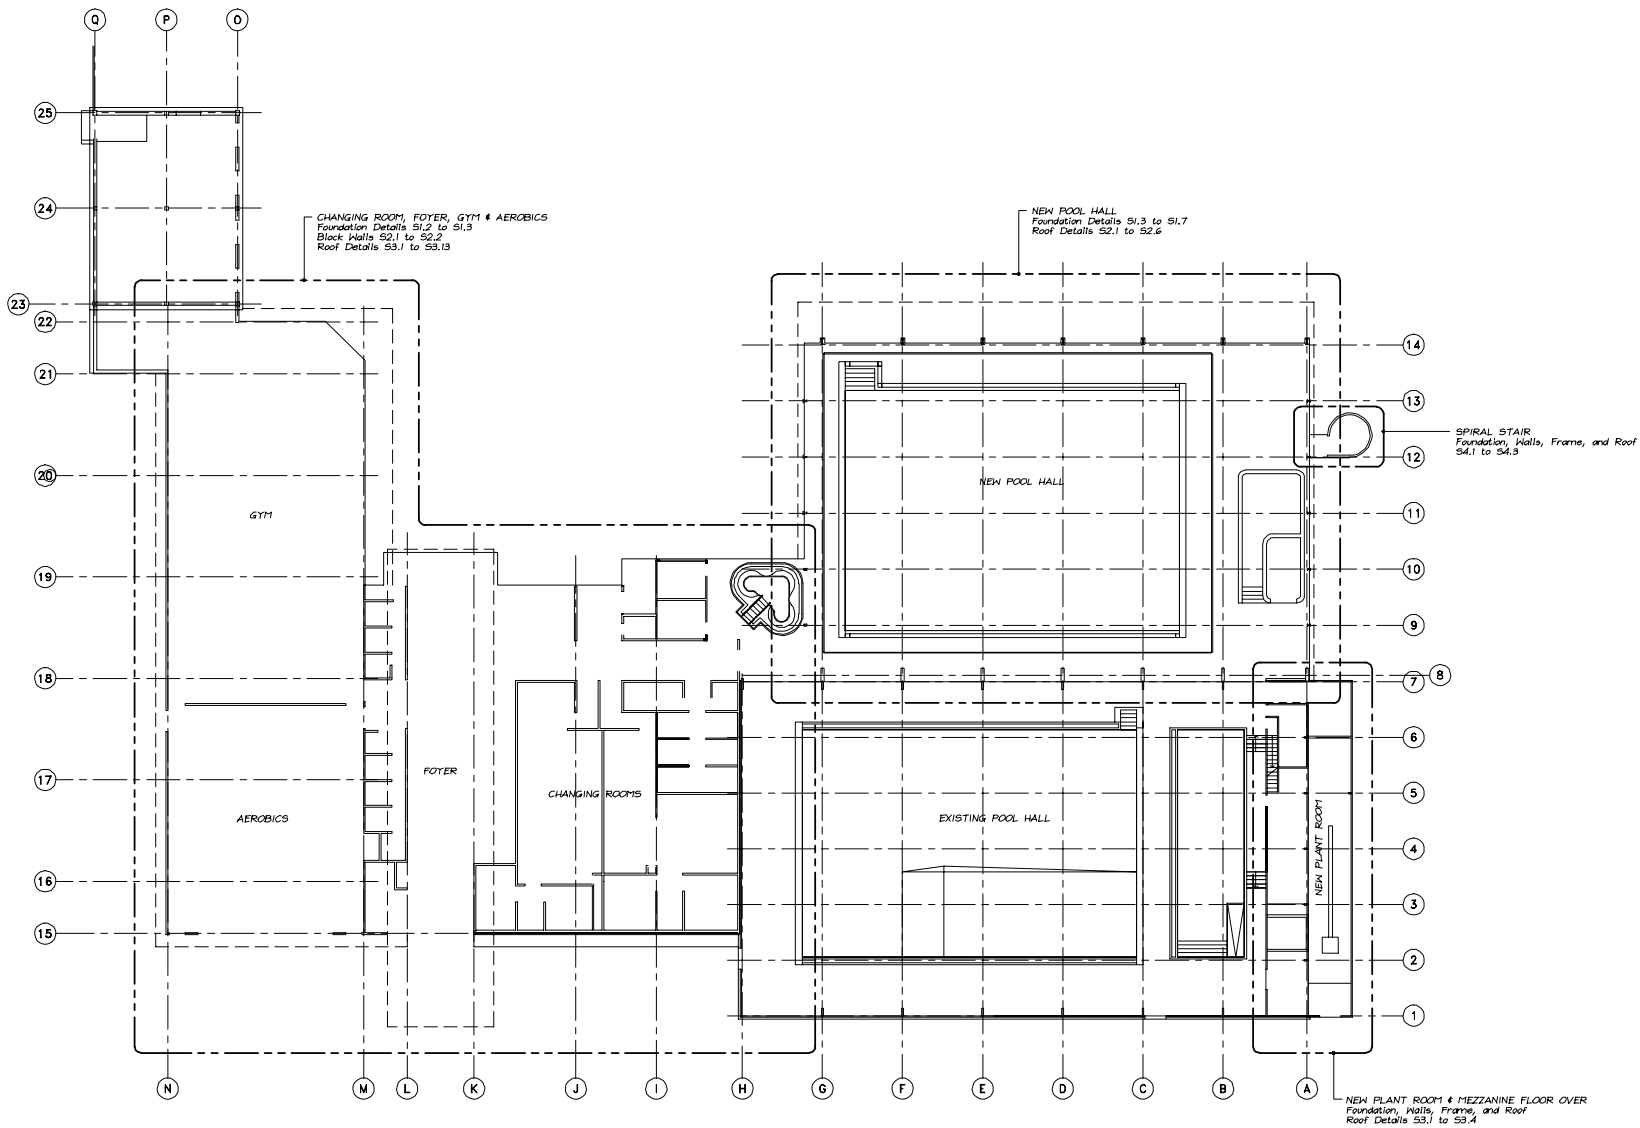 Q P O
25
24
CHANGING ROOM, FOYER, GYM & AEROBICS
Foundation Details S1.2 to S1.3
Block Walls S2.1 to S2.2
Roof Details S3.1 to S3.13
NEW POOL HALL
Foundation Details S1.3 to S1.7
Roof Details S2.1 to S2.6
23
22
14
21
13
SPIRAL STAIR
Foundation, Walls, Frame, and Roof
S4.1 to S4.3
12
20
NEW POOL HALL
GYM
11
19
10
9
18
8
7
6
FOYER
17
CHANGING ROOMS
5
AEROBICS
EXISTING POOL HALL
NEW PLANT ROOM
4
16
3
15
2
1
N M L K J I H G F E D C B A
NEW PLANT ROOM & MEZZANINE FLOOR OVER
Foundation, Walls, Frame, and Roof
Roof Details S3.1 to S3.4